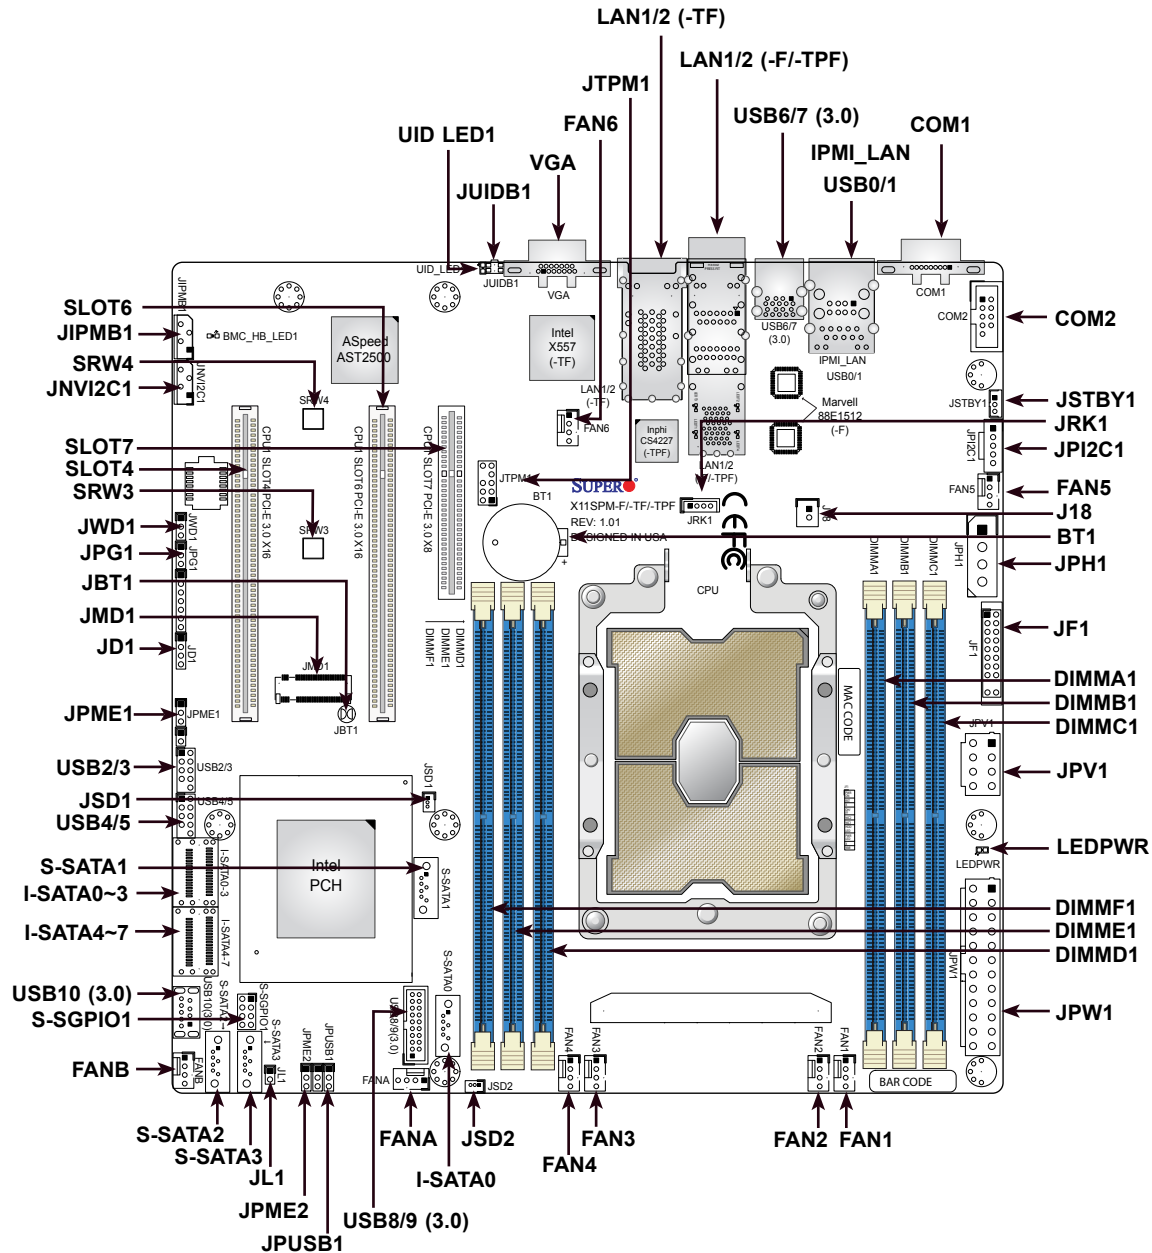 LAN1/2 (-TF)
LAN1/2 (-F/-TPF)
JTPM1
USB6/7 (3.0)
FAN6
COM1
UID LED1
IPMI_LAN
VGA
USB0/1
JUIDB1
UID_LED
JUIDB1
VGA
COM1
SLOT6
JIPMB1
JIPMB1
BMC_HB_LED1
ASpeed
AST2500
Intel
X557
(-TF)
USB6/7
(3.0)
COM2
COM2
IPMI_LAN
USB0/1
SRW4
JNVI2C1
JNVI2C1
SRW4
LAN1/2
(-TF)
Marvell
88E1512
(-F)
JSTBY1
JSTBY1
JRK1
FAN6
Inphi
CS4227
(-TPF)
SLOT7
JPI2C1
JPI2C1
SLOT4
CPU1 SLOT4 PCI-E 3.0 X16
CPU1 SLOT6 PCI-E 3.0 X16
SLOT7 PCI-E 3.0 X8
LAN1/2
SRW3
JTPM1
BT1
SUPER
FAN5
FAN5
X11SPM-F/-TF/-TPF
REV: 1.01
DESIGNED IN USA
JRK1
CE
FC
J18
JWD1
JWD1
SRW3
BT1
JPG1
JPG1
JPH1
JPH1
DIMMA1
DIMMB1
DIMMC1
CPU
JBT1
JMD1
JMD1
JF1
JF1
JD1
JD1
DIMMF1
DIMME1
DIMMD1
DIMMA1
MAC CODE
DIMMB1
JPME1
JPME1
JBT1
JPV1
DIMMC1
USB2/3
USB2/3
JPV1
JSD1
JSD1
USB4/5
USB4/5
LEDPWR
LEDPWR
S-SATA1
S-SATA1
I-SATA0~3
I-SATA0-3
Intel
PCH
DIMMF1
I-SATA4~7
I-SATA4-7
DIMME1
DIMMD1
JPW1
USB10 (3.0)
USB10(3.0)
S-SATA2
S-SGPIO1
S-SATA3
S-SATA0
USB8/9(3.0)
S-SGPIO1
JPW1
FANB
FANB
JL1
JPME2
JPUSB1
FANA
JSD2
FAN4
FAN3
FAN2
FAN1
BAR CODE
S-SATA2
FANA
JSD2
FAN3
FAN2
FAN1
S-SATA3
FAN4
JL1
I-SATA0
JPME2
USB8/9 (3.0)
JPUSB1